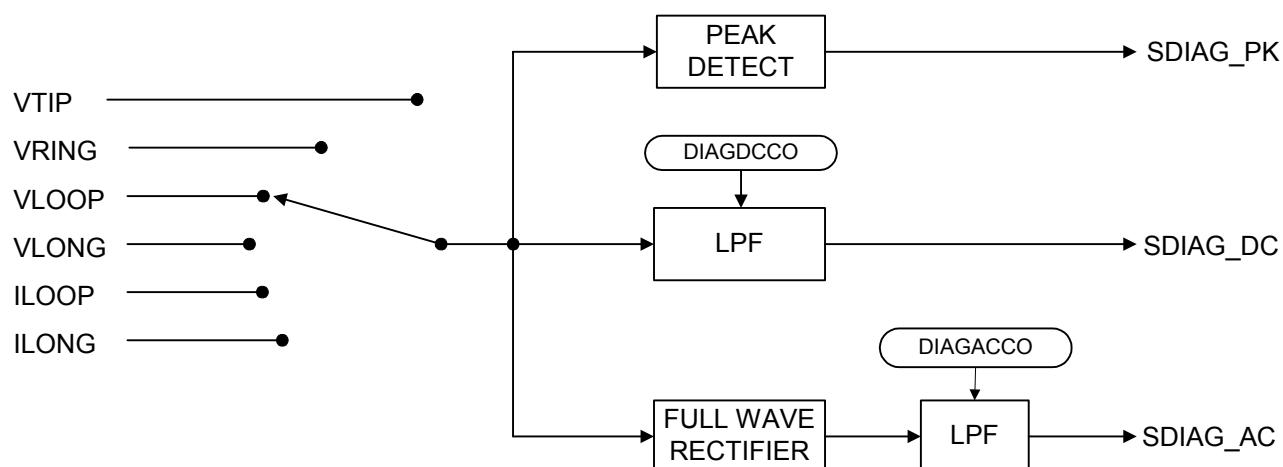 PEAK
DETECT
SDIAG_PK
VTIP
VRING
DIAGDCCO
VLOOP
VLONG
LPF
SDIAG_DC
ILOOP
ILONG
DIAGACCO
FULL WAVE
RECTIFIER
LPF
SDIAG_AC